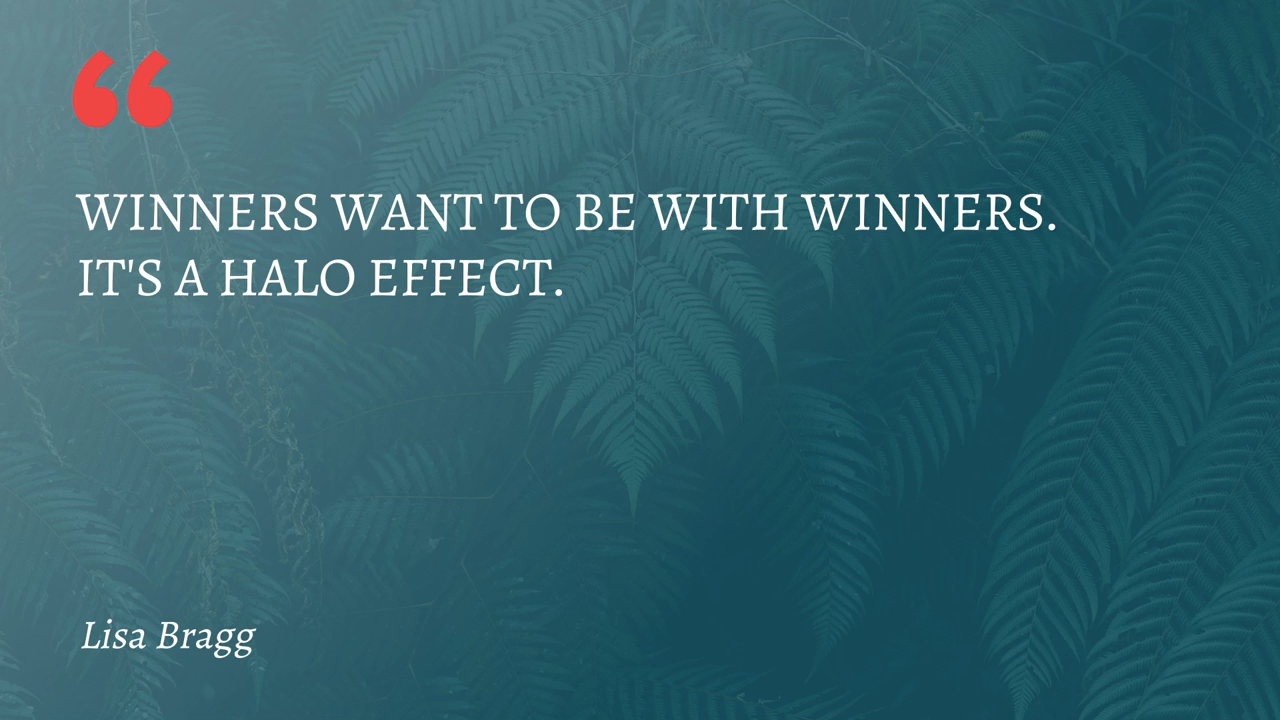 “
WINNERS WANT TO BE WITH WINNERS.
IT'S A HALO EFFECT.
Lisa Bragg